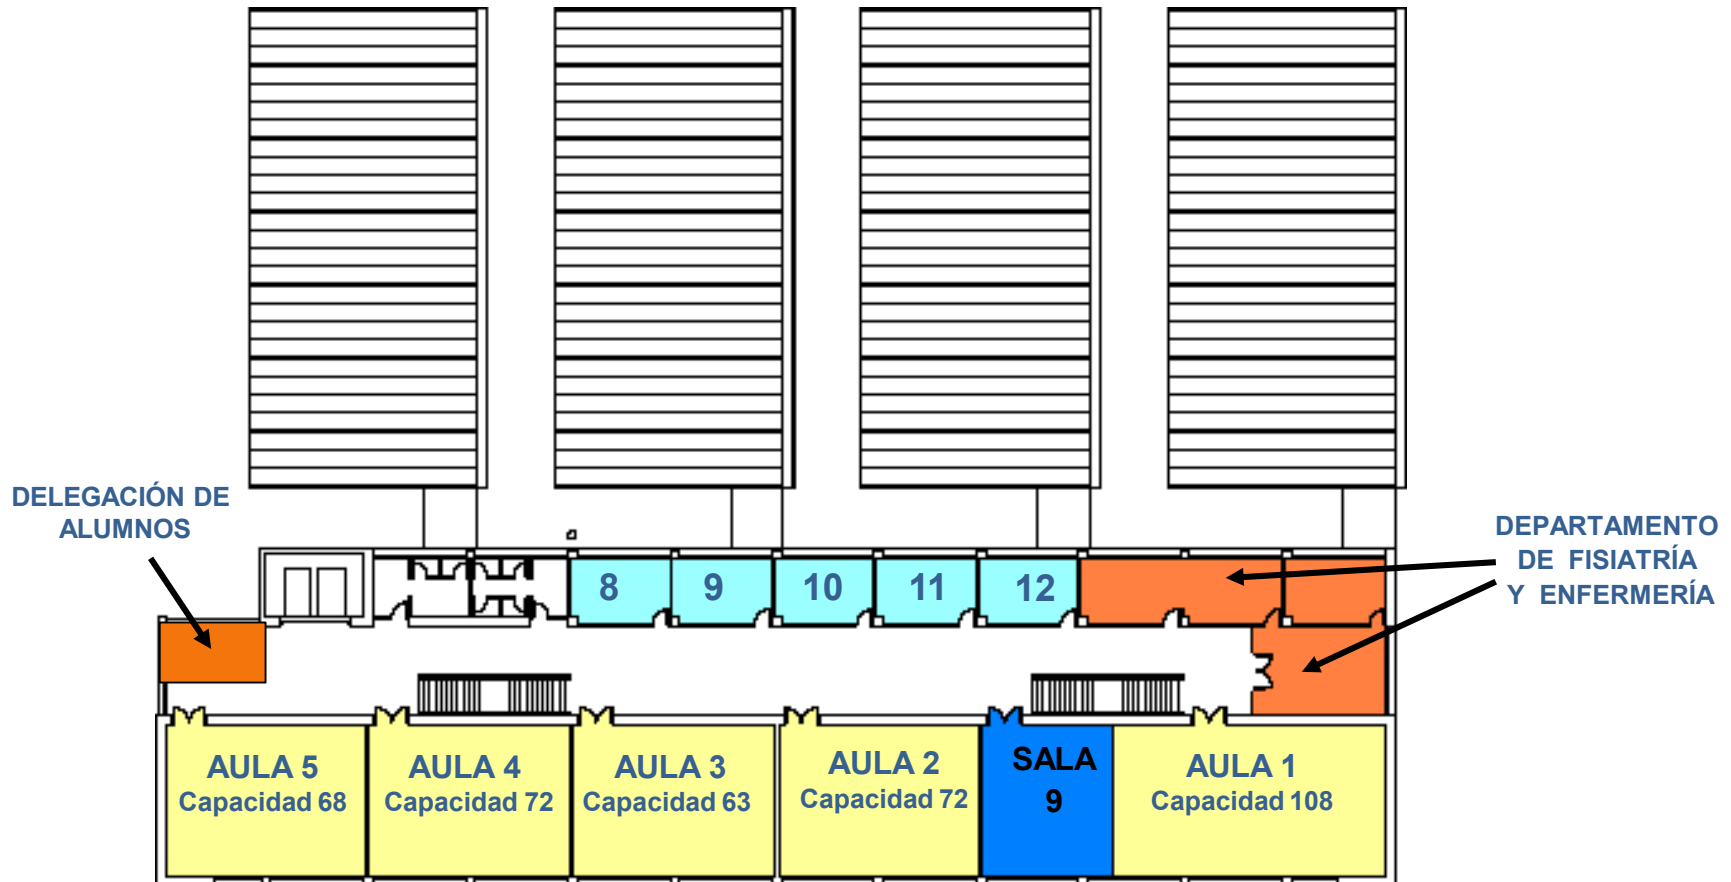 DELEGACIÓN DE
ALUMNOS
DEPARTAMENTO
DE FISIATRÍA
Y ENFERMERÍA
8
9
10
11
12
AULA 5
Capacidad 68
AULA 4
Capacidad 72
AULA 3
Capacidad 63
AULA 2
Capacidad 72
SALA
9
AULA 1
Capacidad 108